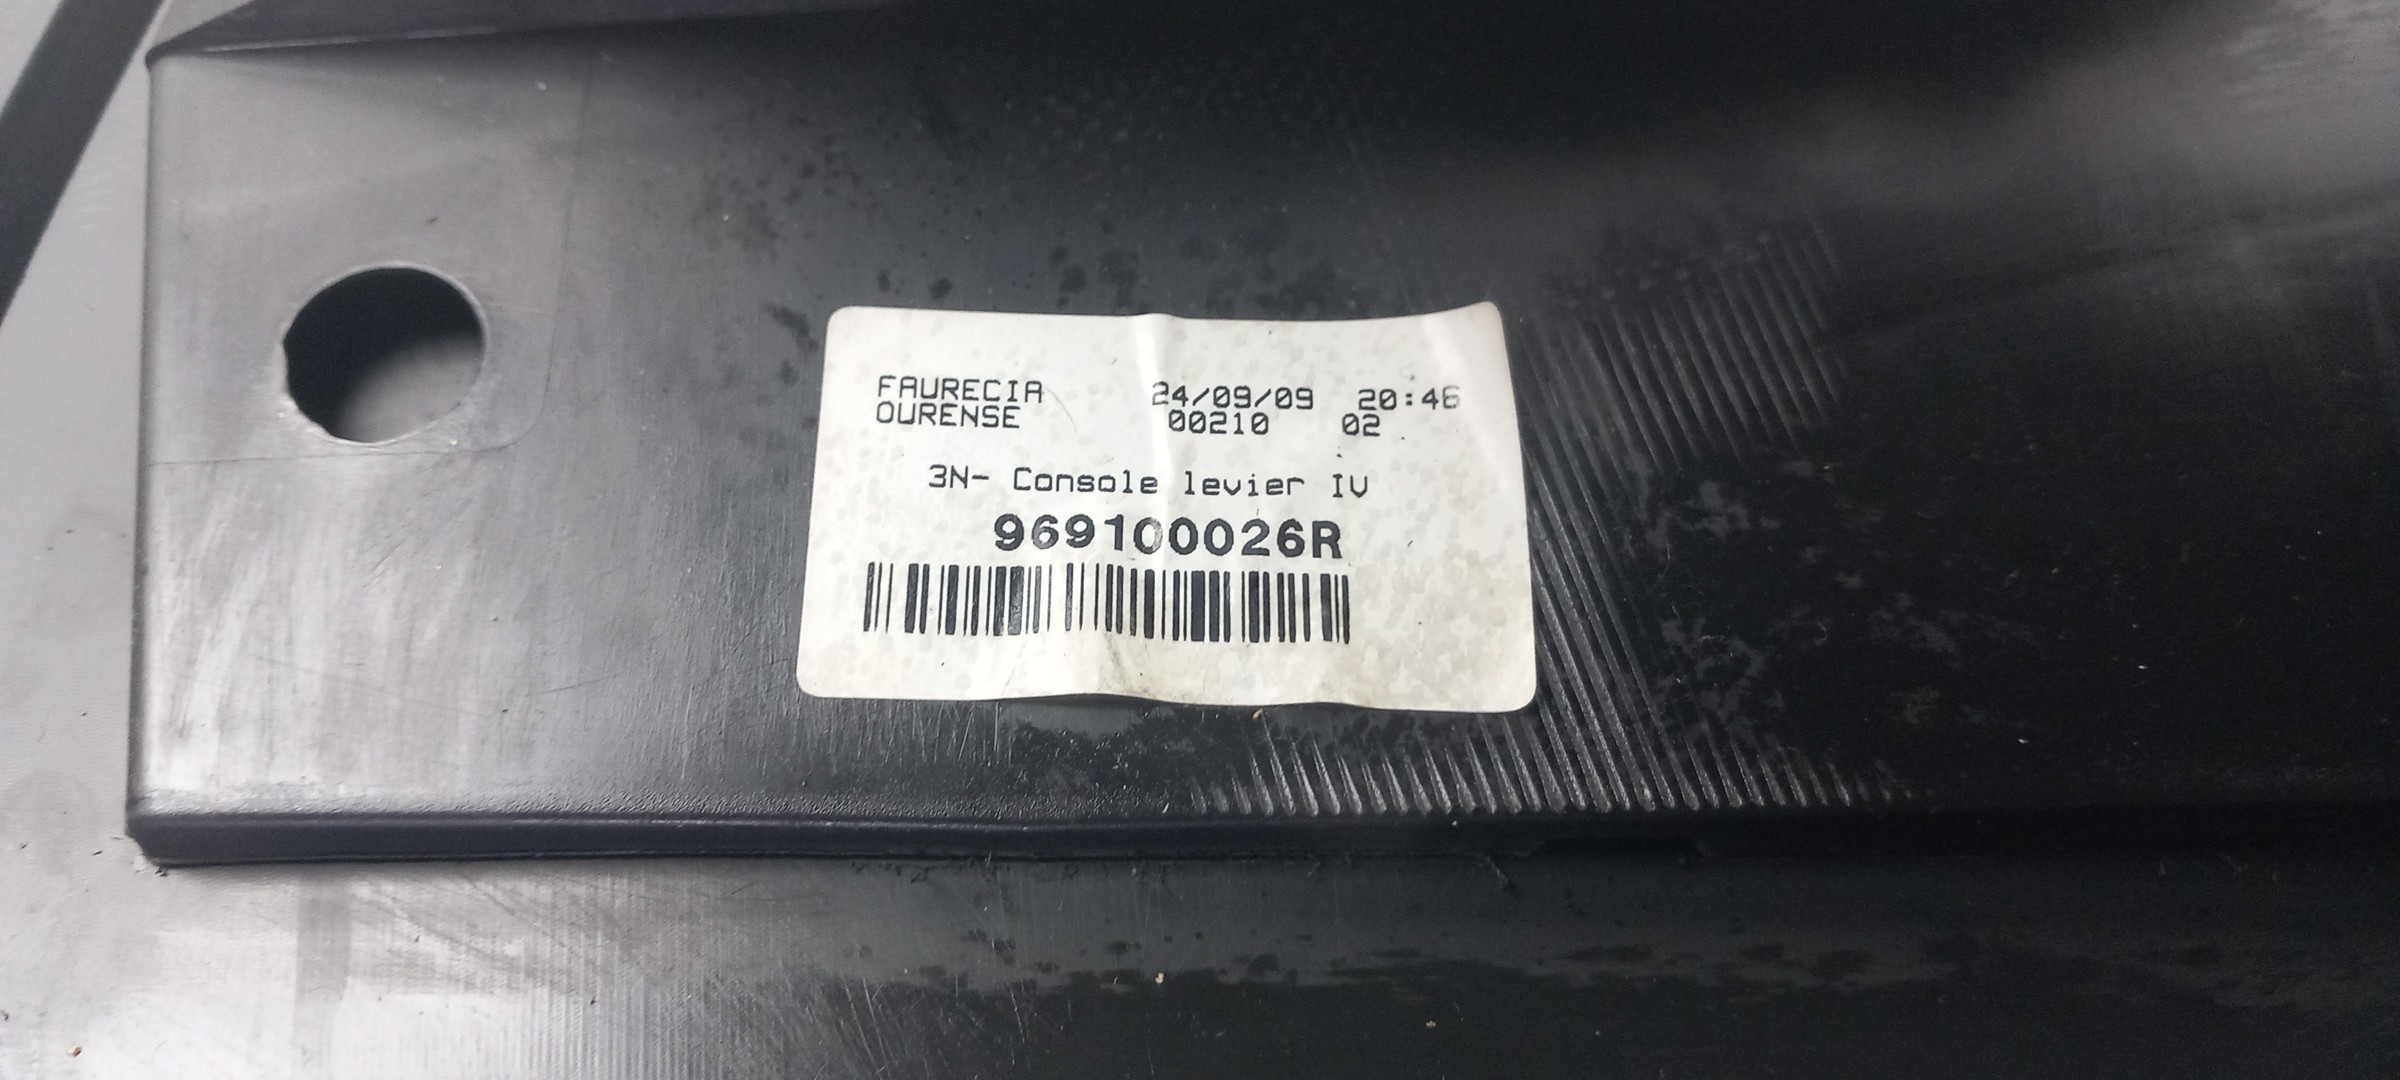 FAURECIA 24/09/09 20:46
OURENSE 00210 02
3N- Console levier IV
969100026R